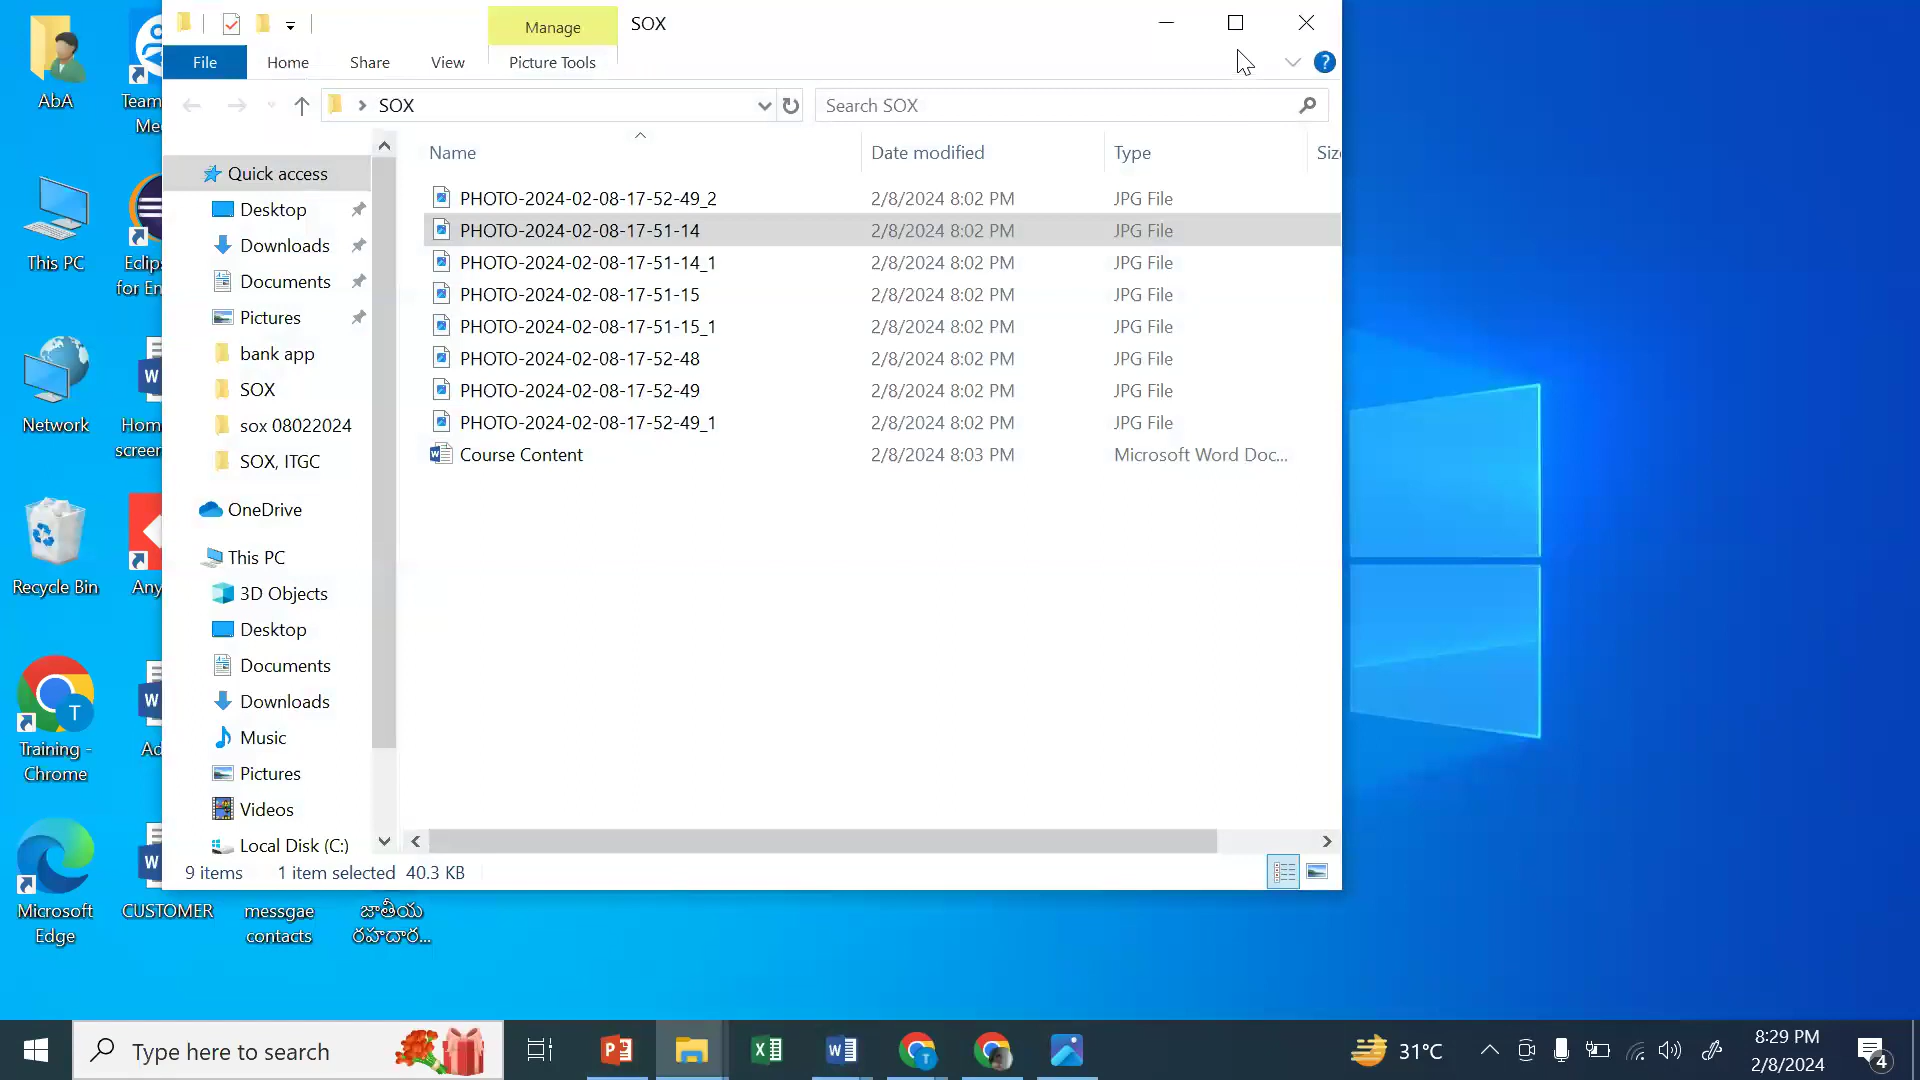 Manage
SOX
File
Home
Share
View
Picture Tools
SOX
Search SOX
Name
Date modified
Type
Quick access
Desktop
Downloads
Documents
Pictures
bank app
SOX
sox 08022024
SOX, ITGC
OneDrive
This PC
3D Objects
Desktop
Documents
Downloads
Music
Pictures
Videos
Local Disk (C:)
PHOTO-2024-02-08-17-52-49_2 2/8/2024 8:02 PM JPG File
PHOTO-2024-02-08-17-51-14 2/8/2024 8:02 PM JPG File
PHOTO-2024-02-08-17-51-14_1 2/8/2024 8:02 PM JPG File
PHOTO-2024-02-08-17-51-15 2/8/2024 8:02 PM JPG File
PHOTO-2024-02-08-17-51-15_1 2/8/2024 8:02 PM JPG File
PHOTO-2024-02-08-17-52-48 2/8/2024 8:02 PM JPG File
PHOTO-2024-02-08-17-52-49 2/8/2024 8:02 PM JPG File
PHOTO-2024-02-08-17-52-49_1 2/8/2024 8:02 PM JPG File
Course Content 2/8/2024 8:03 PM Microsoft Word Doc...
9 items 1 item selected 40.3 KB
AbA
This PC
Network
Recycle Bin
Training -
Chrome
Microsoft
Edge
CUSTOMER
messgae
contacts
జాతీయ
రహదార...
Type here to search
31°C
8:29 PM
2/8/2024
4